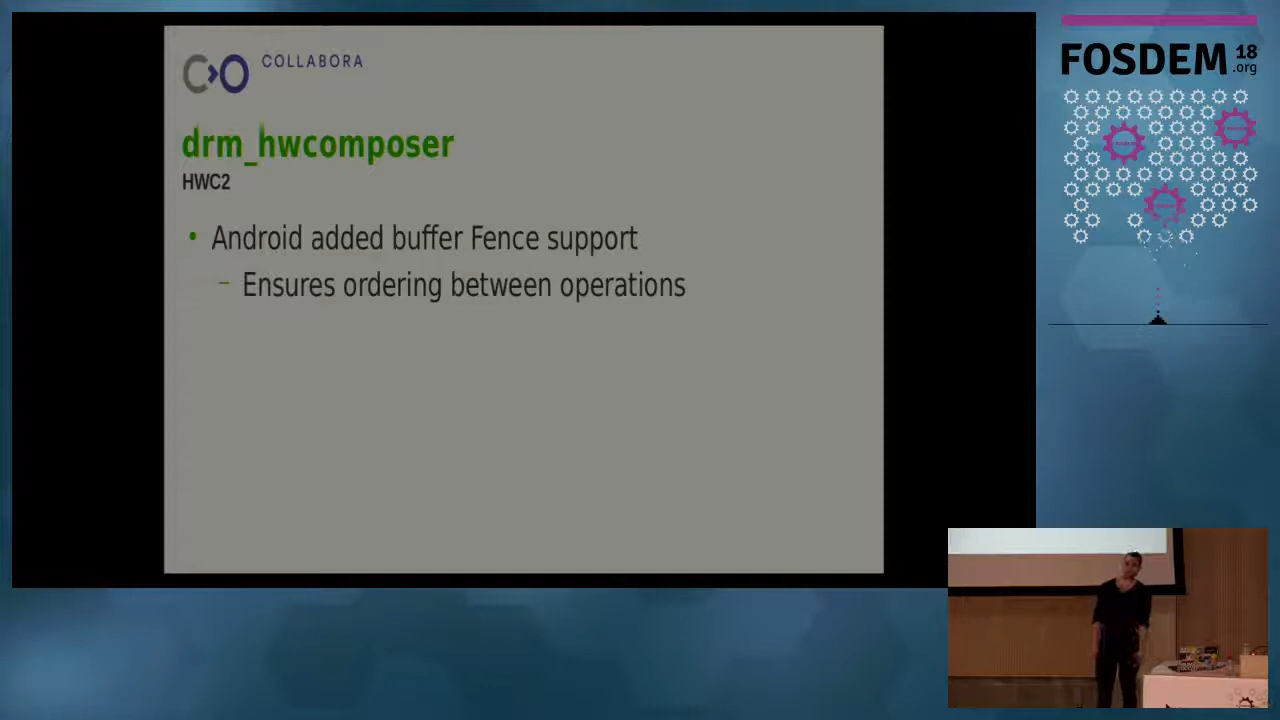 COLLABORA
drm_hwcomposer
HWC2
• Android added buffer Fence support
– Ensures ordering between operations
FOSDEM 18
.org